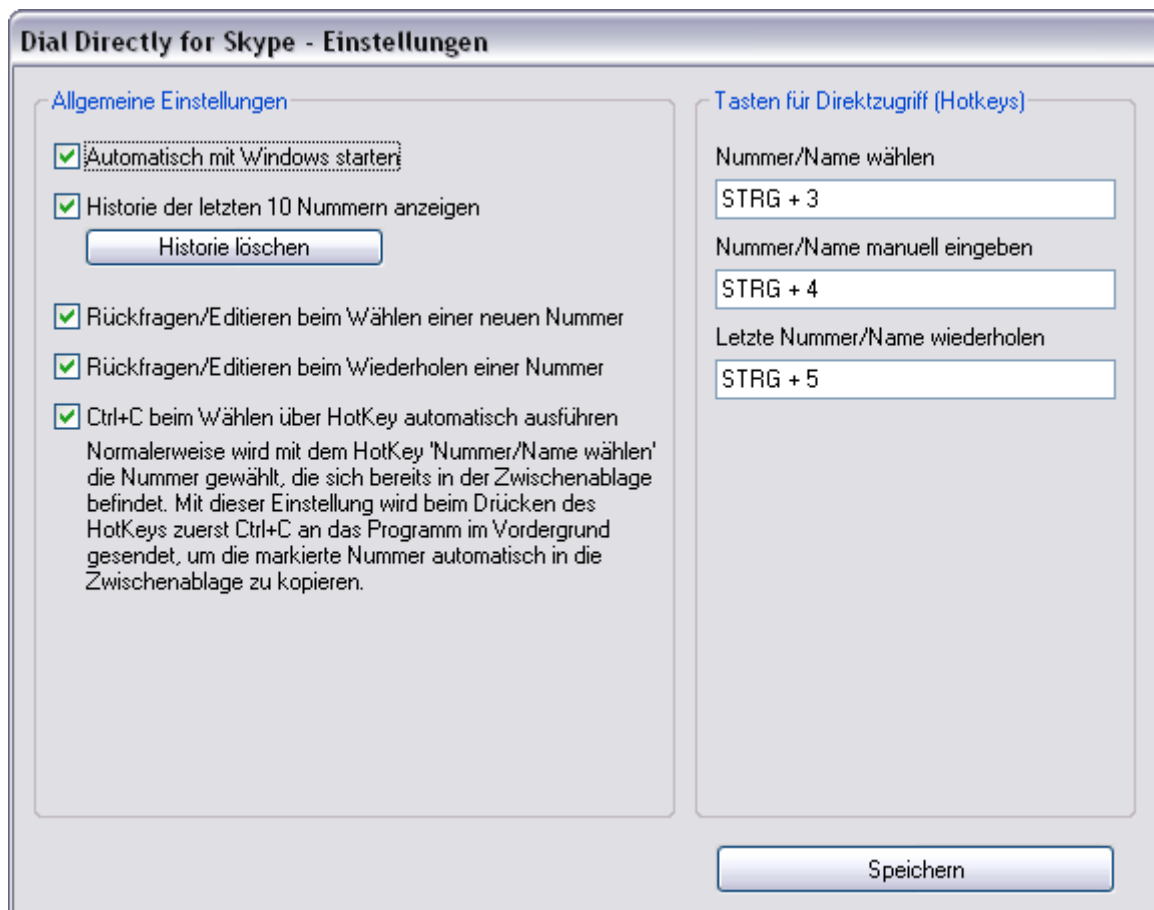 Dial Directly for Skype - Einstellungen
Allgemeine Einstellungen
Automatisch mit Windows starten
Historie der letzten 10 Nummern anzeigen
Historie löschen
Rückfragen/Editieren beim Wählen einer neuen Nummer
Rückfragen/Editieren beim Wiederholen einer Nummer
Ctrl+C beim Wählen über HotKey automatisch ausführen
Normalerweise wird mit dem HotKey 'Nummer/Name wählen'
die Nummer gewählt, die sich bereits in der Zwischenablage
befindet. Mit dieser Einstellung wird beim Drücken des
HotKeys zuerst Ctrl+C an das Programm im Vordergrund
gesendet, um die markierte Nummer automatisch in die
Zwischenablage zu kopieren.
Tasten für Direktzugriff (Hotkeys)
Nummer/Name wählen
STRG + 3
Nummer/Name manuell eingeben
STRG + 4
Letzte Nummer/Name wiederholen
STRG + 5
Speichern